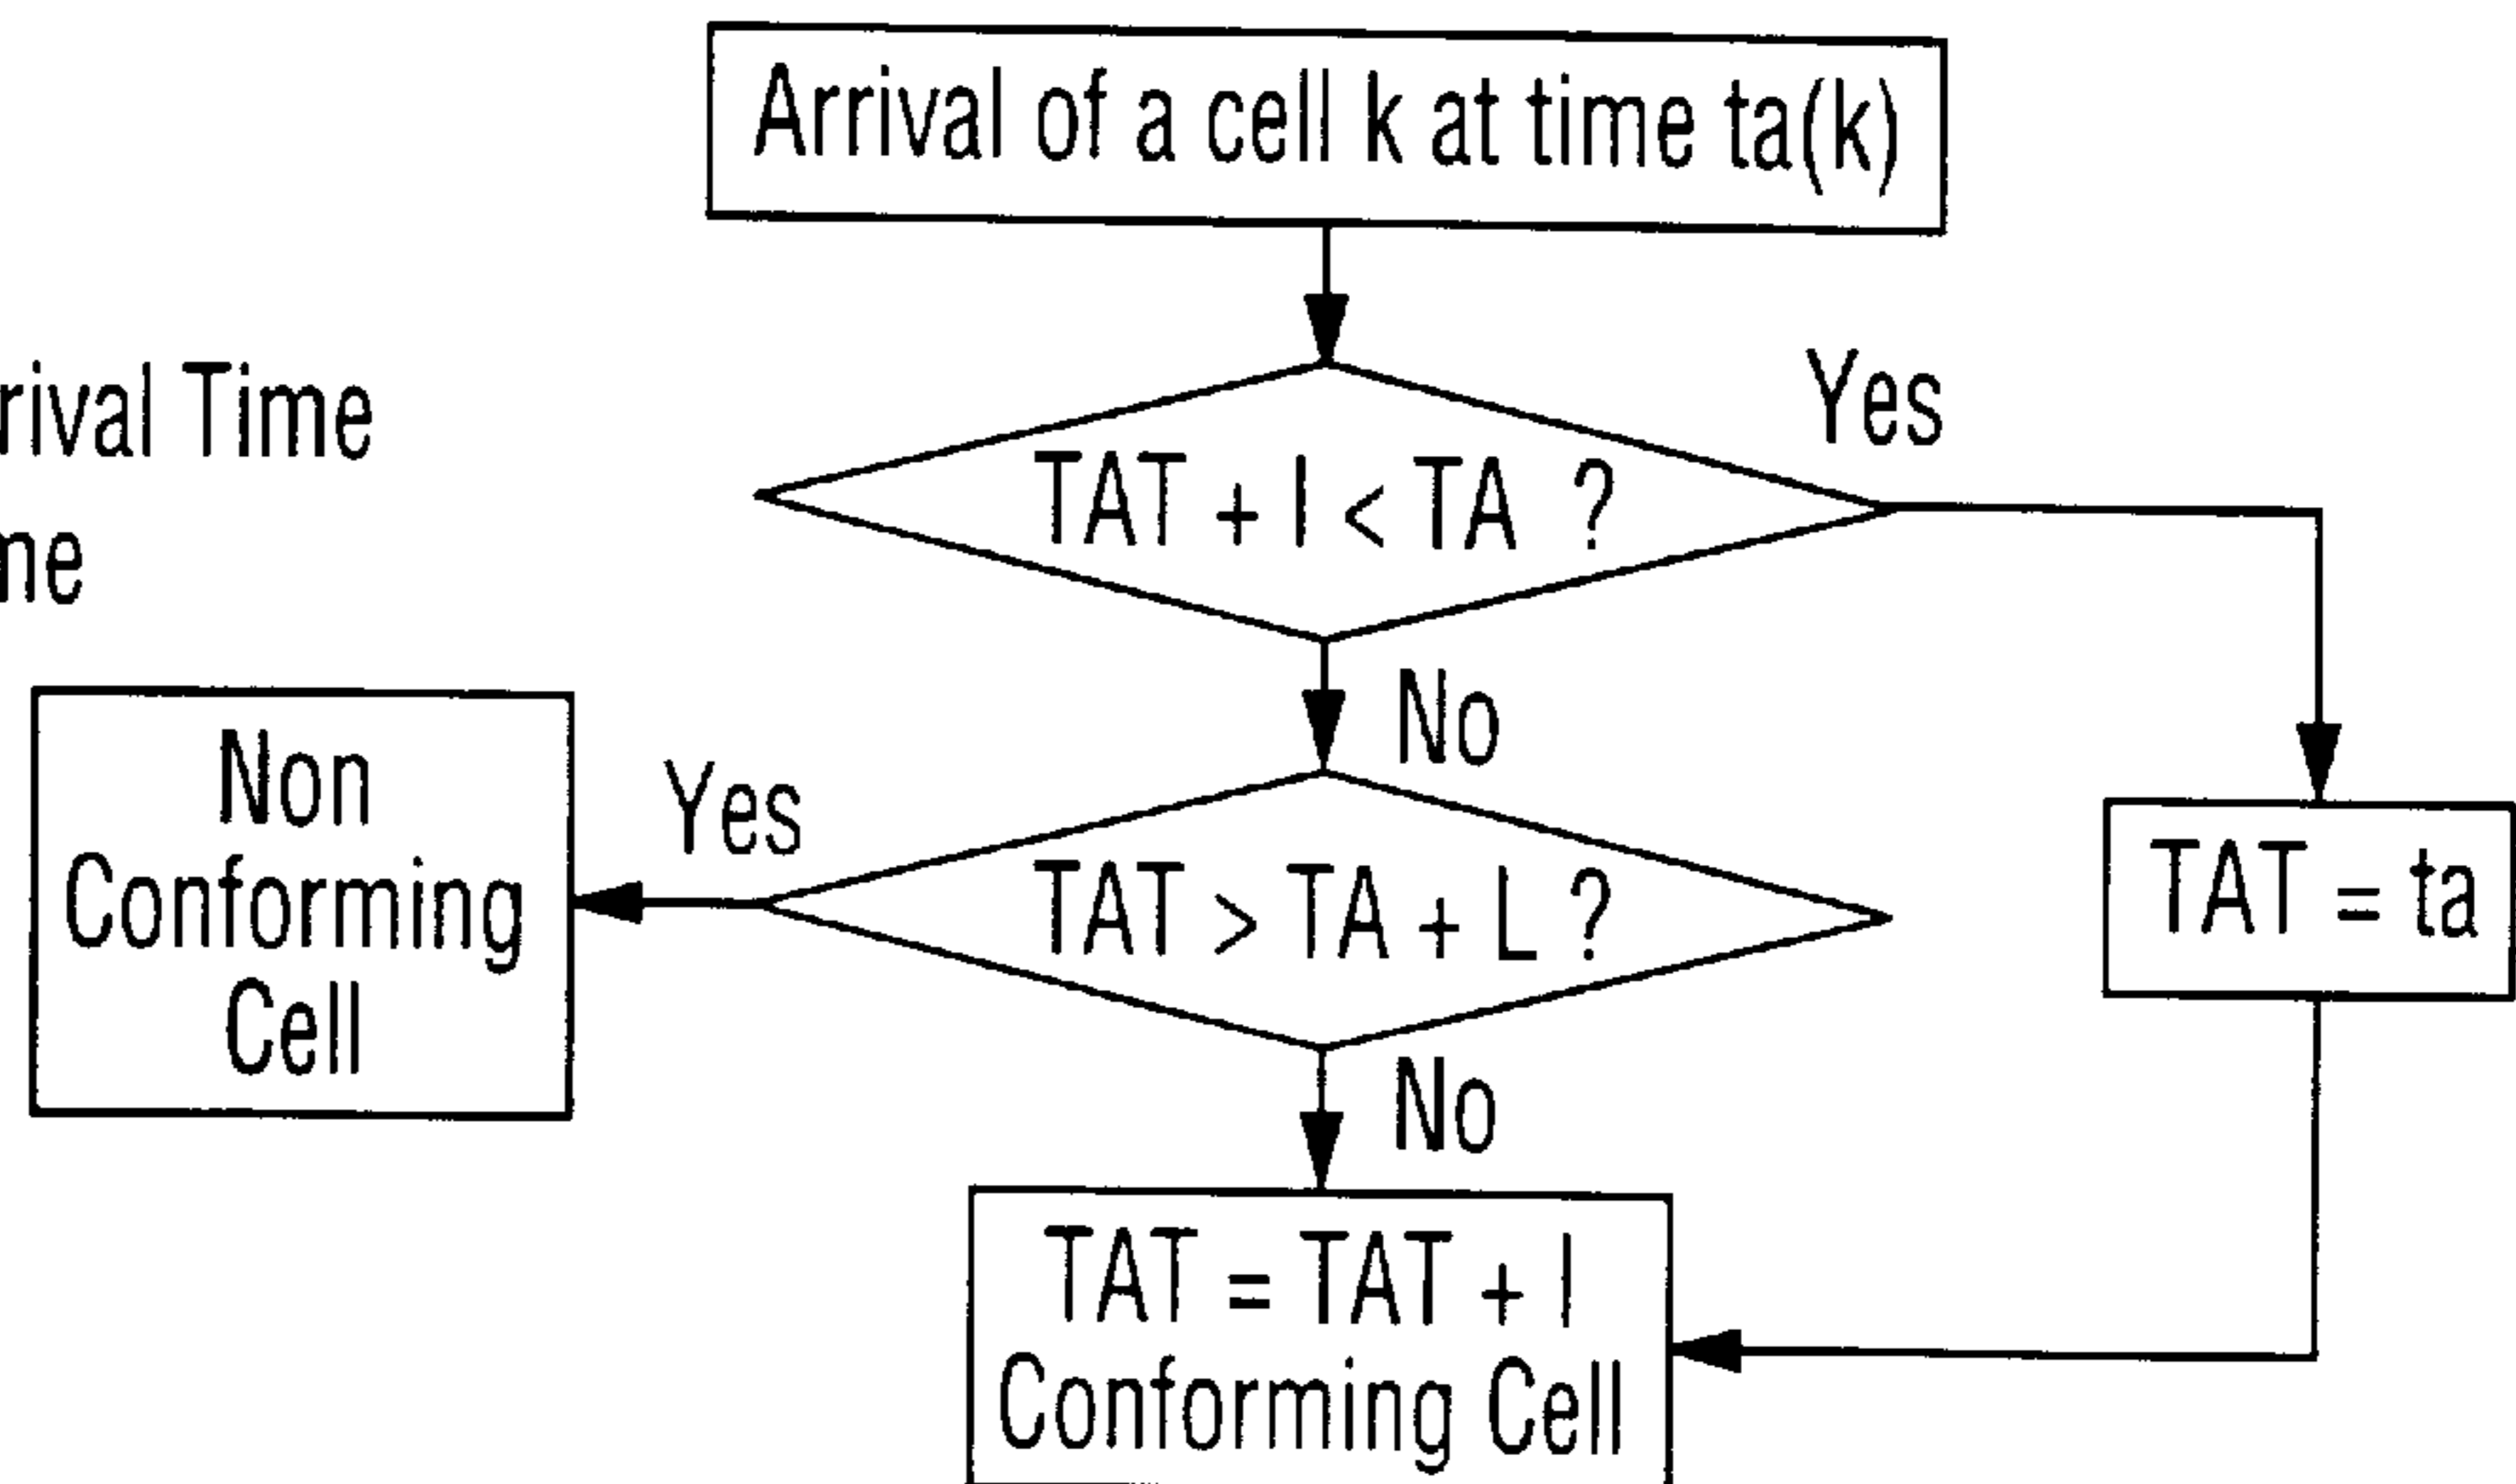 Arrival of a cell k at time ta(k)
rival Time
ne
Yes
TAT + I < TA ?
No
Non
Conforming
Cell
Yes
TAT > TA + L ?
TAT = ta
No
TAT = TAT + I
Conforming Cell